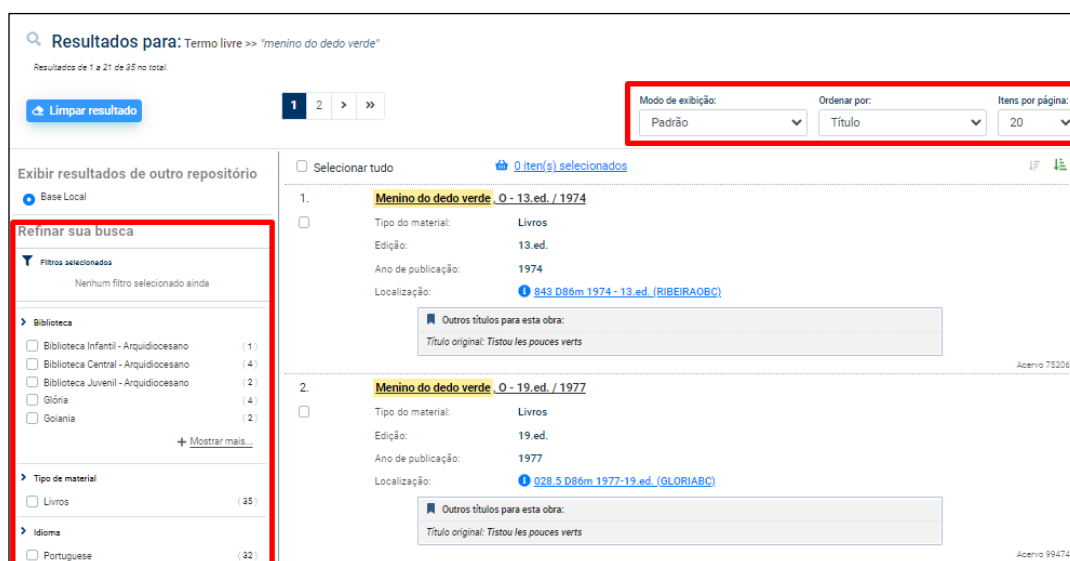 Resultados para: Termo livre >> "menino do dedo verde"
Resultados de 1 a 21 de 35 no total.
Limpar resultado
1 2 > »
Modo de exibição: Ordenar por: Itens por página:
Padrão Título 20
Exibir resultados de outro repositório
Base Local
Refinar sua busca
Filtros selecionados
Nenhum filtro selecionado ainda
Biblioteca
Biblioteca Infantil - Arquidiocesano (1)
Biblioteca Central - Arquidiocesano (4)
Biblioteca Juvenil - Arquidiocesano (2)
Glória (4)
Goiania (2)
+ Mostrar mais...
Tipo de material
Livros (35)
Idioma
Portuguese (32)
Selecionar tudo 0 iten(s) selecionados
1. Menino do dedo verde, O - 13.ed. / 1974
Tipo do material: Livros
Edição: 13.ed.
Ano de publicação: 1974
Localização: 843 D86m 1974 - 13.ed. (RIBEIRAOBC)
Outros títulos para esta obra:
Título original: Tistou les pouces verts
Acervo 75206
2. Menino do dedo verde, O - 19.ed. / 1977
Tipo do material: Livros
Edição: 19.ed.
Ano de publicação: 1977
Localização: 028.5 D86m 1977-19.ed. (GLORIABC)
Outros títulos para esta obra:
Título original: Tistou les pouces verts
Acervo 99474